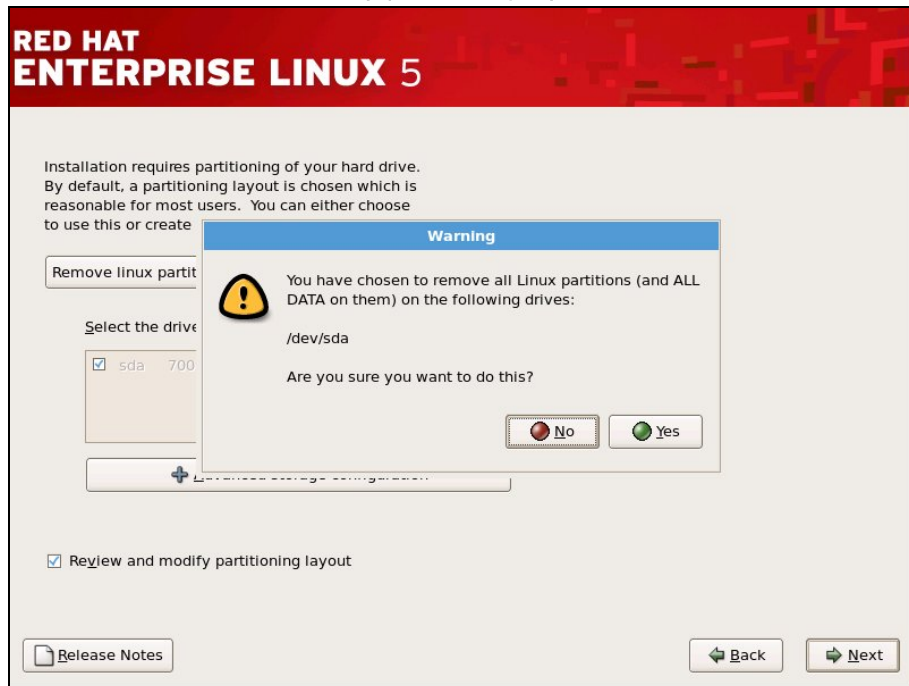 RED HAT
ENTERPRISE LINUX 5
Installation requires partitioning of your hard drive.
By default, a partitioning layout is chosen which is
reasonable for most users. You can either choose
to use this or create
Remove linux partit
Warning
You have chosen to remove all Linux partitions (and ALL
DATA on them) on the following drives:
/dev/sda
Are you sure you want to do this?
No
Yes
Select the drive
sda 700
Advanced storage configuration
Review and modify partitioning layout
Release Notes
Back
Next